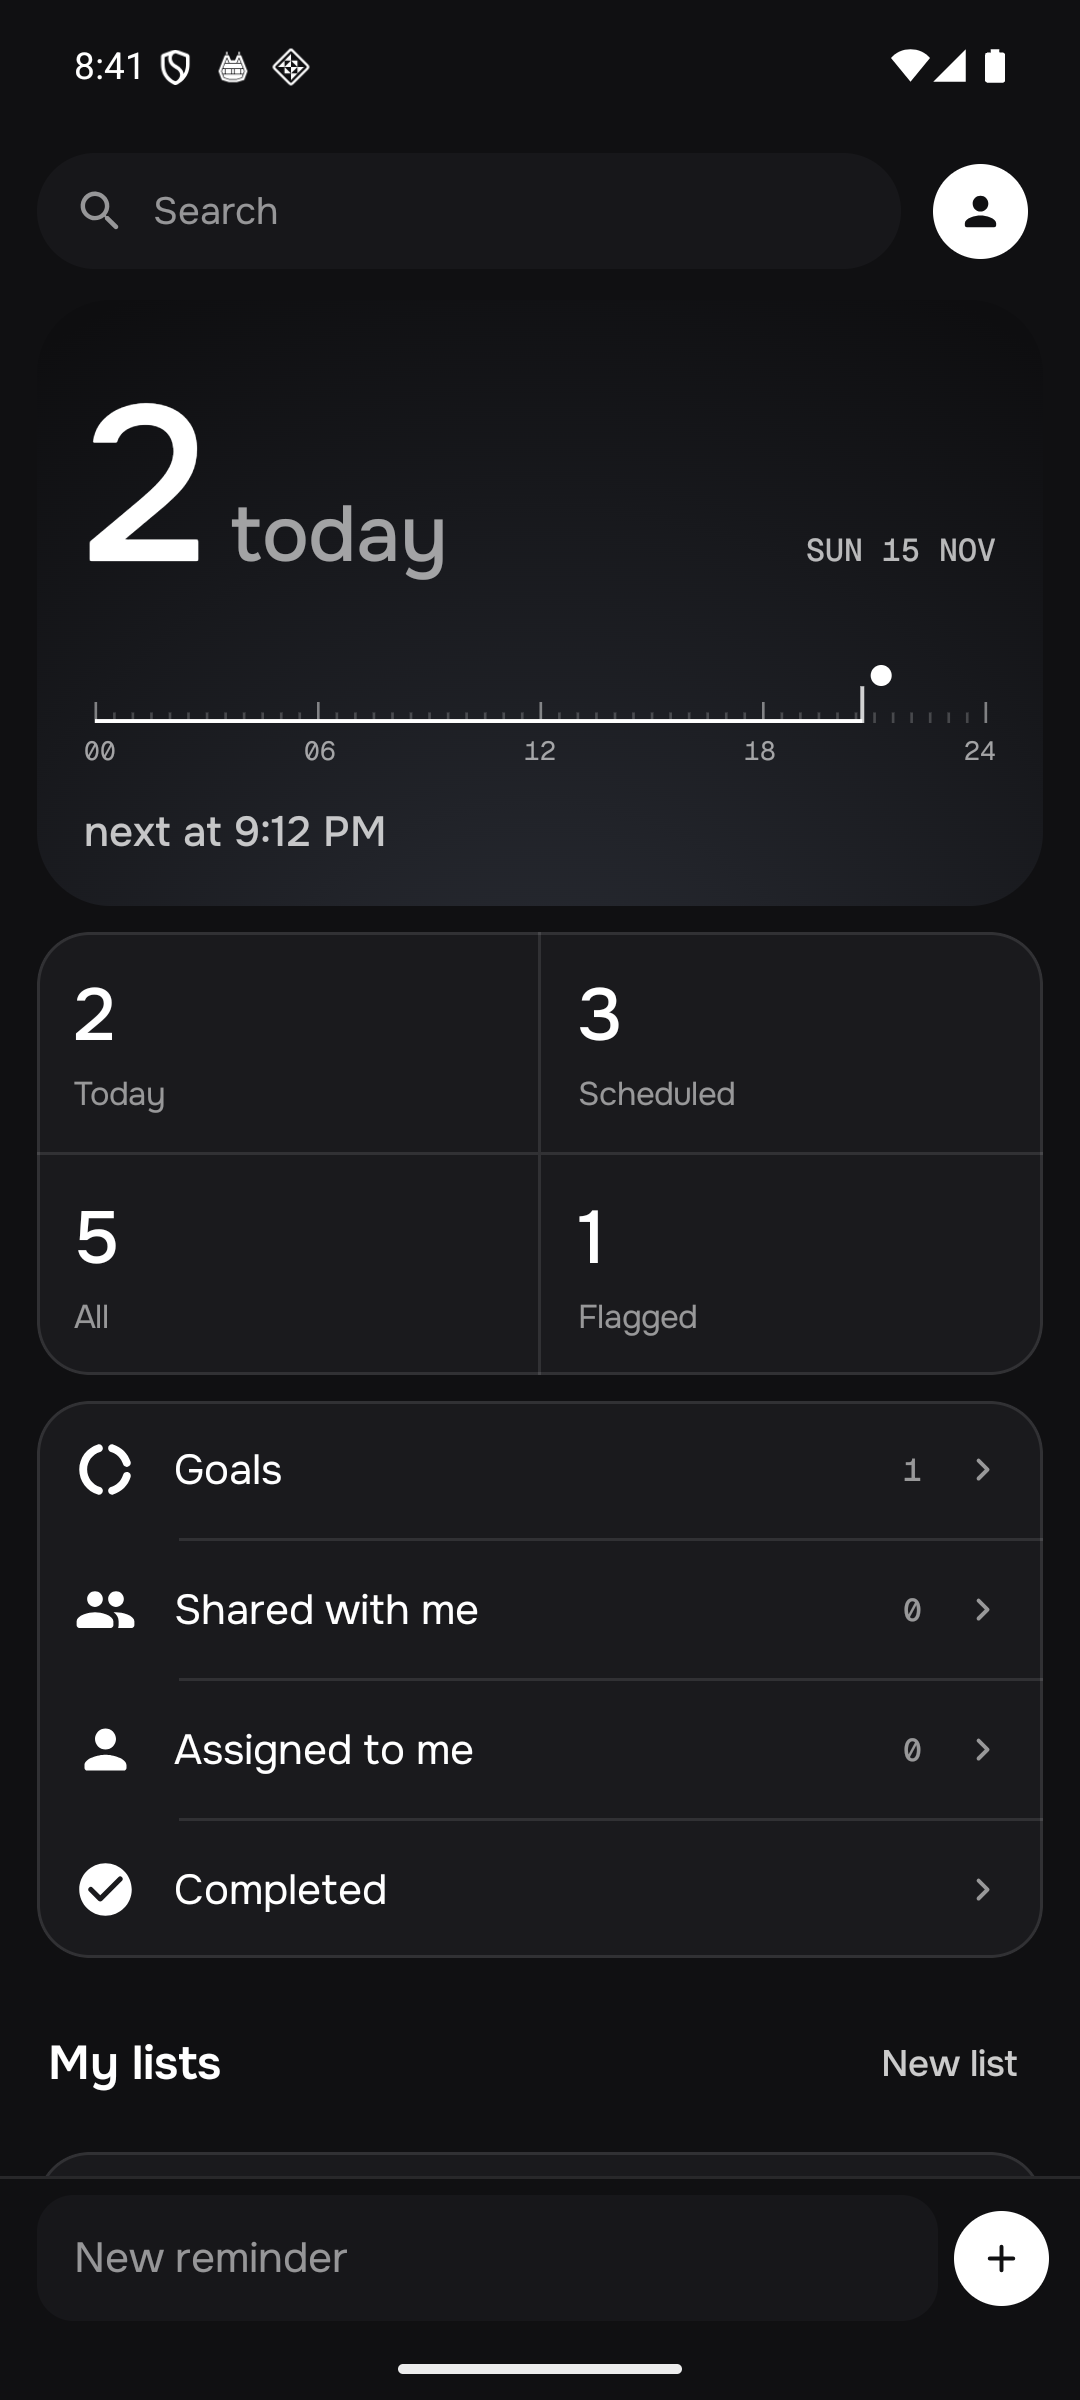 8:41
Search
2 today
SUN 15 NOV
00 06 12 18 24
next at 9:12 PM
2
Today
3
Scheduled
5
All
1
Flagged
Goals 1
Shared with me 0
Assigned to me 0
Completed
My lists
New list
New reminder